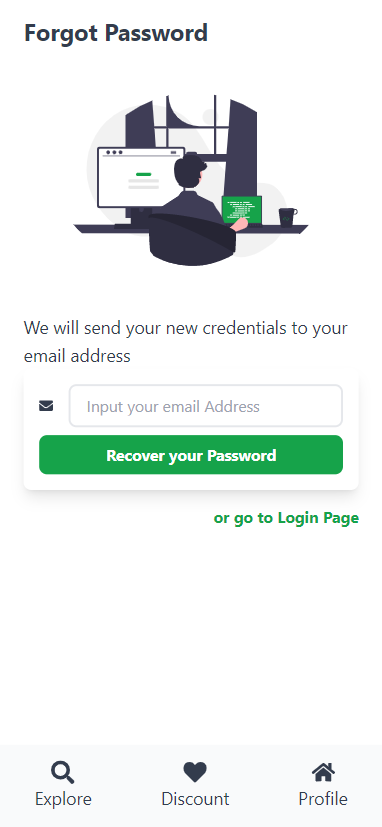 Forgot Password
We will send your new credentials to your
email address
Input your email Address
Recover your Password
or go to Login Page
Explore
Discount
Profile